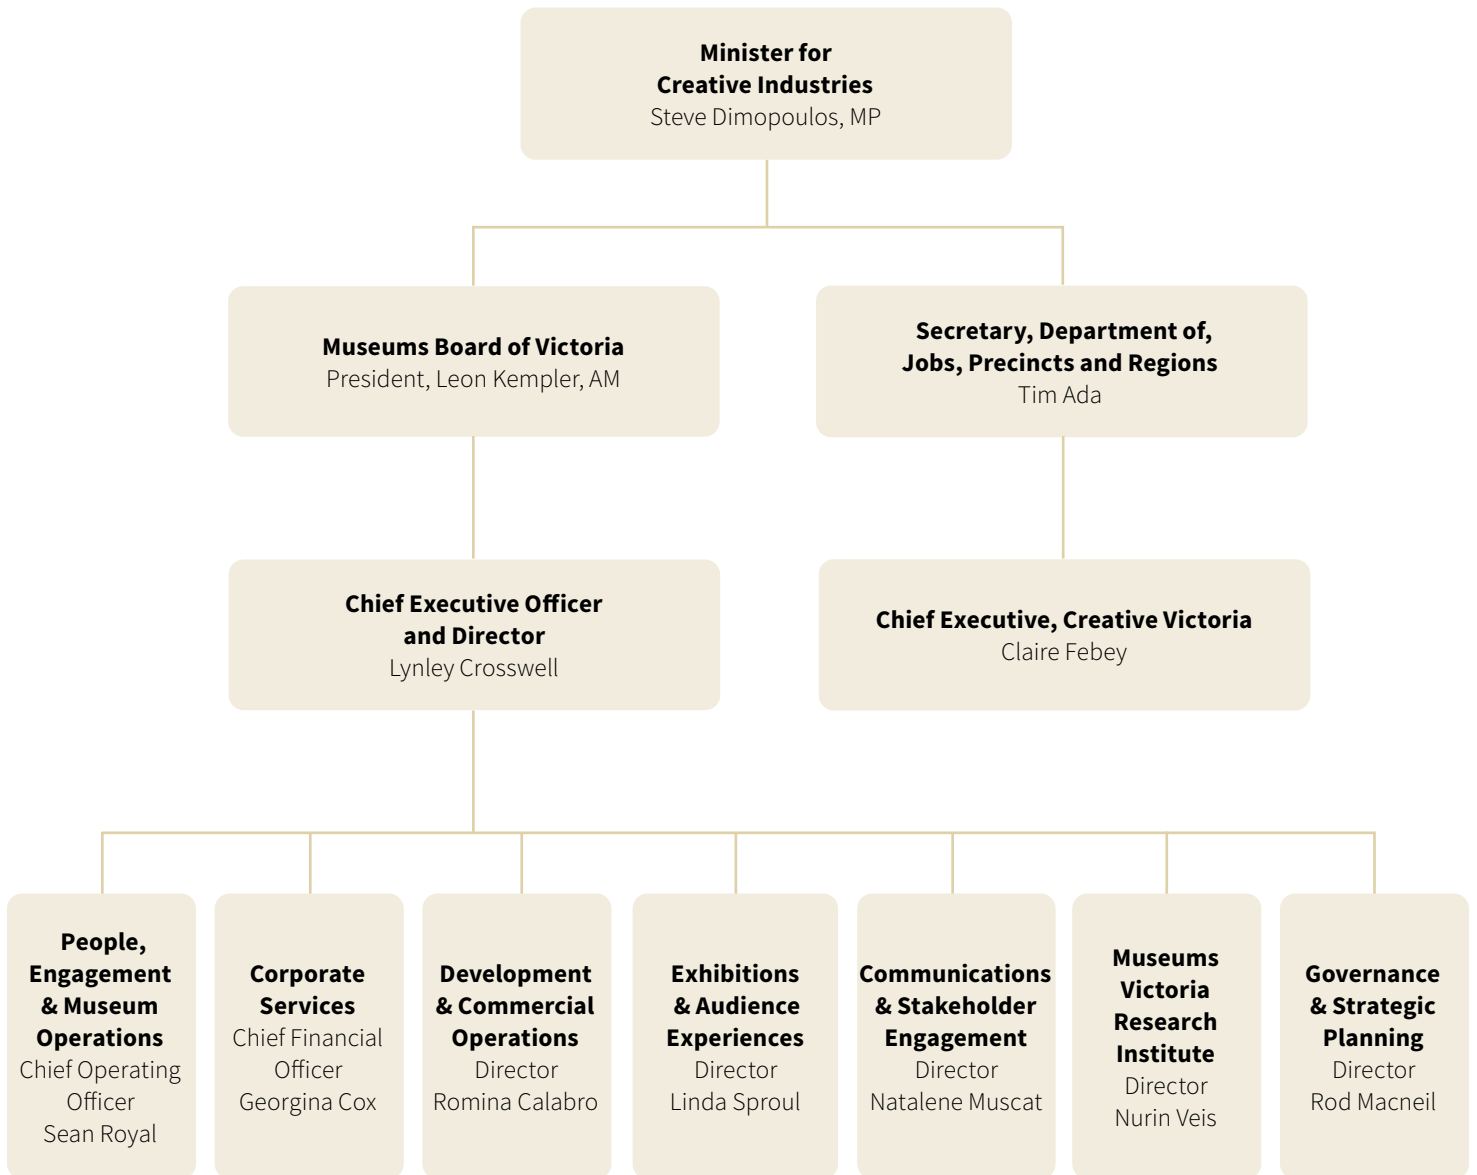 Minister for
Creative Industries
Steve Dimopoulos, MP
Museums Board of Victoria
President, Leon Kempler, AM
Secretary, Department of,
Jobs, Precincts and Regions
Tim Ada
Chief Executive Officer
and Director
Lynley Crosswell
Chief Executive, Creative Victoria
Claire Febey
People,
Engagement
& Museum
Operations
Chief Operating
Officer
Sean Royal
Corporate
Services
Chief Financial
Officer
Georgina Cox
Development
& Commercial
Operations
Director
Romina Calabro
Exhibitions
& Audience
Experiences
Director
Linda Sproul
Communications
& Stakeholder
Engagement
Director
Natalene Muscat
Museums
Victoria
Research
Institute
Director
Nurin Veis
Governance
& Strategic
Planning
Director
Rod Macneil